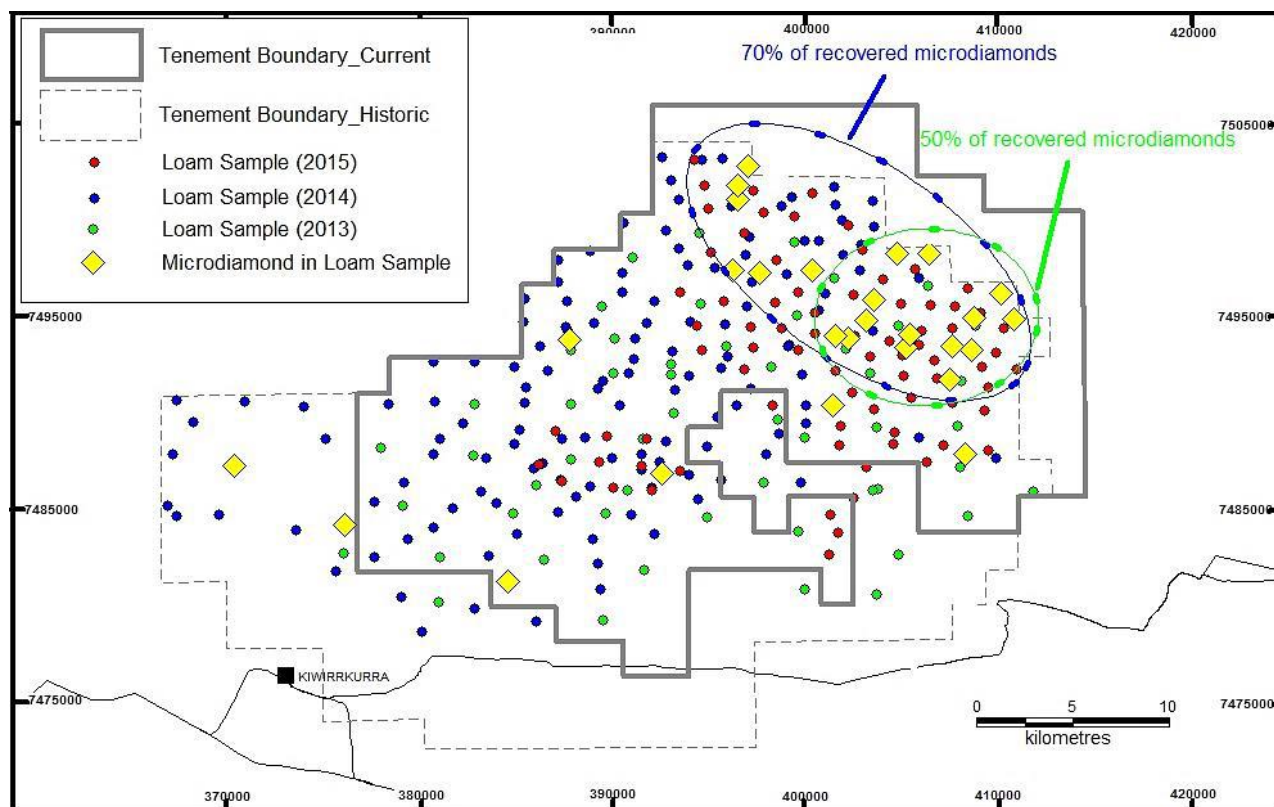 390000
400000
410000
420000
Tenement Boundary_Current
Tenement Boundary_Historic
Loam Sample (2015)
Loam Sample (2014)
Loam Sample (2013)
Microdiamond in Loam Sample
70% of recovered microdiamonds
50% of recovered microdiamonds
7505000
7495000
7495000
7485000
7485000
7475000
7475000
KIWIRRKURRA
0 5 10
kilometres
370000
380000
390000
400000
410000
420000